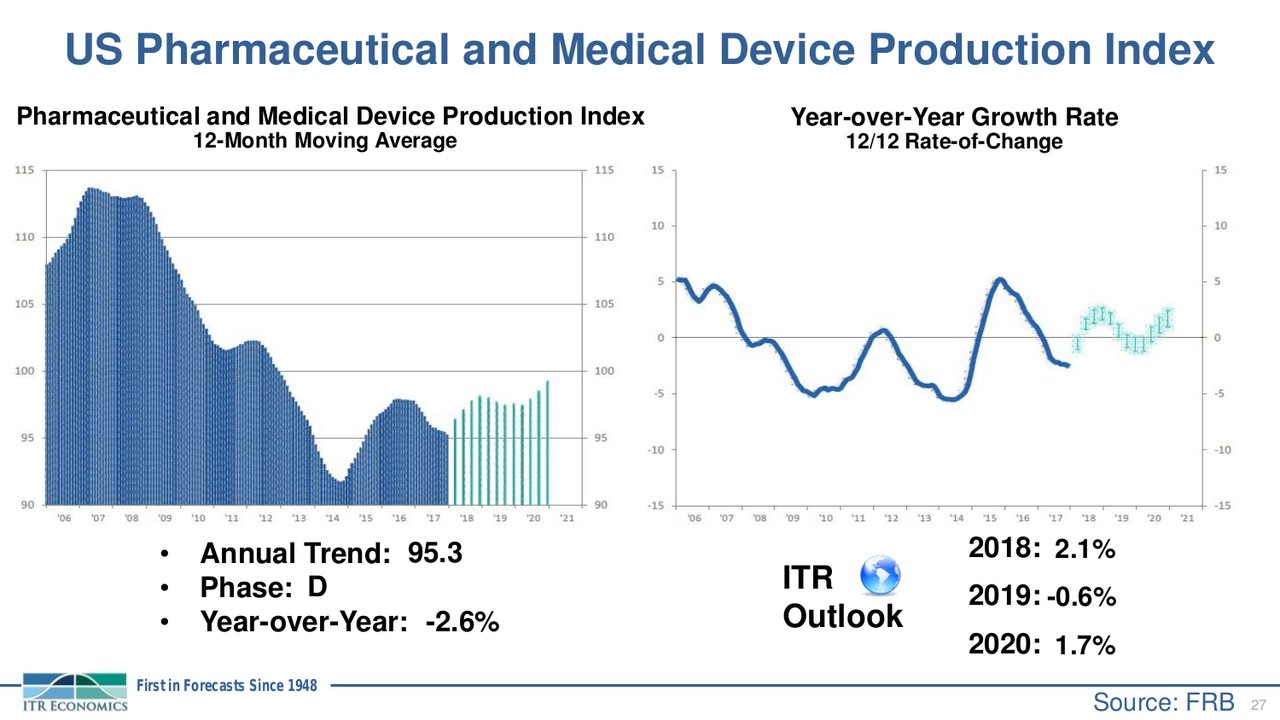 US Pharmaceutical and Medical Device Production Index
Pharmaceutical and Medical Device Production Index
12-Month Moving Average
115
110
105
100
95
90
115
110
105
100
95
90
'06 '07 '08 '09 '10 '11 '12 '13 '14 '15 '16 '17 '18 '19 '20 '21
Year-over-Year Growth Rate
12/12 Rate-of-Change
15
10
5
0
-5
-10
-15
15
10
5
0
-5
-10
-15
'06 '07 '08 '09 '10 '11 '12 '13 '14 '15 '16 '17 '18 '19 '20 '21
• Annual Trend: 95.3
• Phase: D
• Year-over-Year: -2.6%
ITR
Outlook
2018: 2.1%
2019: -0.6%
2020: 1.7%
ITR ECONOMICS
First in Forecasts Since 1948
Source: FRB
27